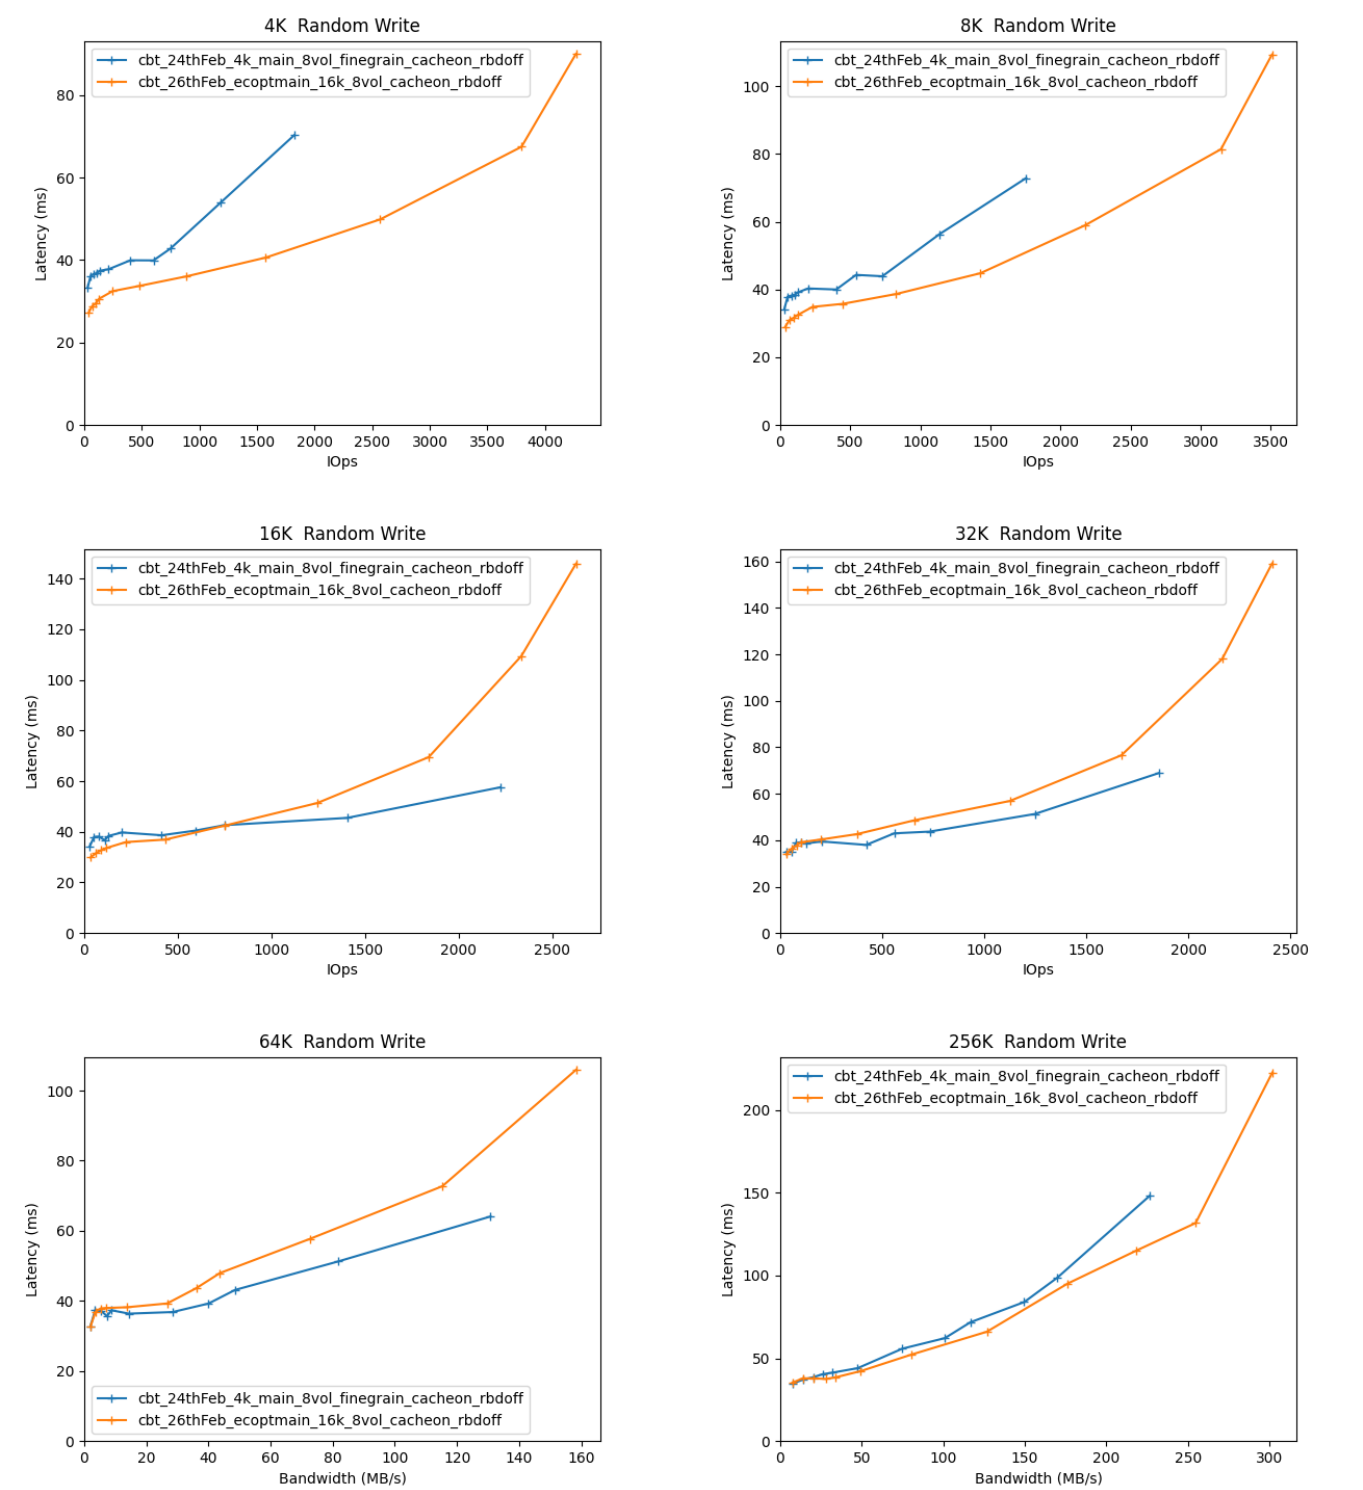 4K  Random Write
cbt_24thFeb_4k_main_8vol_finegrain_cacheon_rbdoff
cbt_26thFeb_ecoptmain_16k_8vol_cacheon_rbdoff
Latency (ms)
80
60
40
20
0
0 500 1000 1500 2000 2500 3000 3500 4000
IOps
8K  Random Write
cbt_24thFeb_4k_main_8vol_finegrain_cacheon_rbdoff
cbt_26thFeb_ecoptmain_16k_8vol_cacheon_rbdoff
Latency (ms)
100
80
60
40
20
0
0 500 1000 1500 2000 2500 3000 3500
IOps
16K  Random Write
cbt_24thFeb_4k_main_8vol_finegrain_cacheon_rbdoff
cbt_26thFeb_ecoptmain_16k_8vol_cacheon_rbdoff
Latency (ms)
140
120
100
80
60
40
20
0
0 500 1000 1500 2000 2500
IOps
32K  Random Write
cbt_24thFeb_4k_main_8vol_finegrain_cacheon_rbdoff
cbt_26thFeb_ecoptmain_16k_8vol_cacheon_rbdoff
Latency (ms)
160
140
120
100
80
60
40
20
0
0 500 1000 1500 2000 2500
IOps
64K  Random Write
Latency (ms)
100
80
60
40
20
0
cbt_24thFeb_4k_main_8vol_finegrain_cacheon_rbdoff
cbt_26thFeb_ecoptmain_16k_8vol_cacheon_rbdoff
0 20 40 60 80 100 120 140 160
Bandwidth (MB/s)
256K  Random Write
cbt_24thFeb_4k_main_8vol_finegrain_cacheon_rbdoff
cbt_26thFeb_ecoptmain_16k_8vol_cacheon_rbdoff
Latency (ms)
200
150
100
50
0
0 50 100 150 200 250 300
Bandwidth (MB/s)